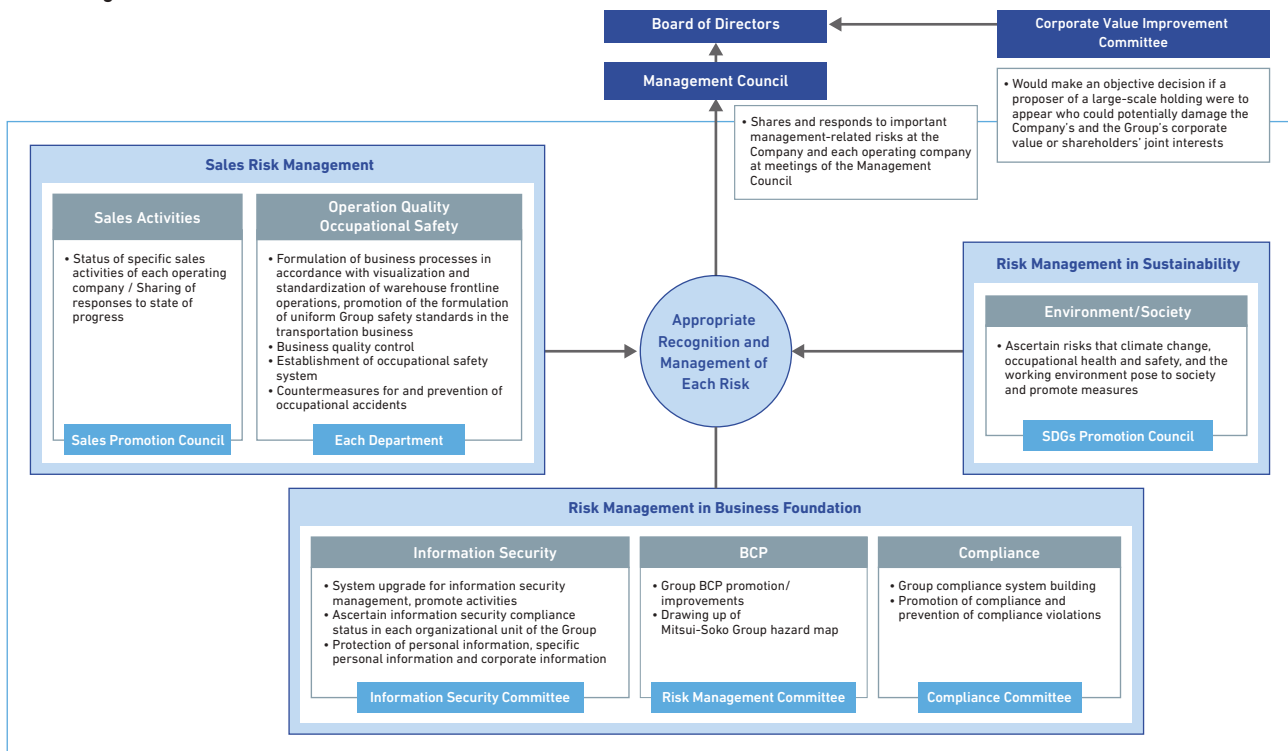 Board of Directors
Corporate Value Improvement
Committee
Management Council
• Would make an objective decision if a
proposer of a large-scale holding were to
appear who could potentially damage the
Company's and the Group's corporate
value or shareholders' joint interests
• Shares and responds to important
management-related risks at the
Company and each operating company
at meetings of the Management
Council
Sales Risk Management
Sales Activities
• Status of specific sales
activities of each operating
company / Sharing of
responses to state of
progress
Sales Promotion Council
Operation Quality
Occupational Safety
• Formulation of business processes in
accordance with visualization and
standardization of warehouse frontline
operations, promotion of the formulation
of uniform Group safety standards in the
transportation business
• Business quality control
• Establishment of occupational safety
system
• Countermeasures for and prevention of
occupational accidents
Each Department
Appropriate
Recognition and
Management of
Each Risk
Risk Management in Sustainability
Environment/Society
• Ascertain risks that climate change,
occupational health and safety, and the
working environment pose to society
and promote measures
SDGs Promotion Council
Risk Management in Business Foundation
Information Security
• System upgrade for information security
management, promote activities
• Ascertain information security compliance
status in each organizational unit of the Group
• Protection of personal information, specific
personal information and corporate information
Information Security Committee
BCP
• Group BCP promotion/
improvements
• Drawing up of
Mitsui-Soko Group hazard map
Risk Management Committee
Compliance
• Group compliance system building
• Promotion of compliance and
prevention of compliance violations
Compliance Committee